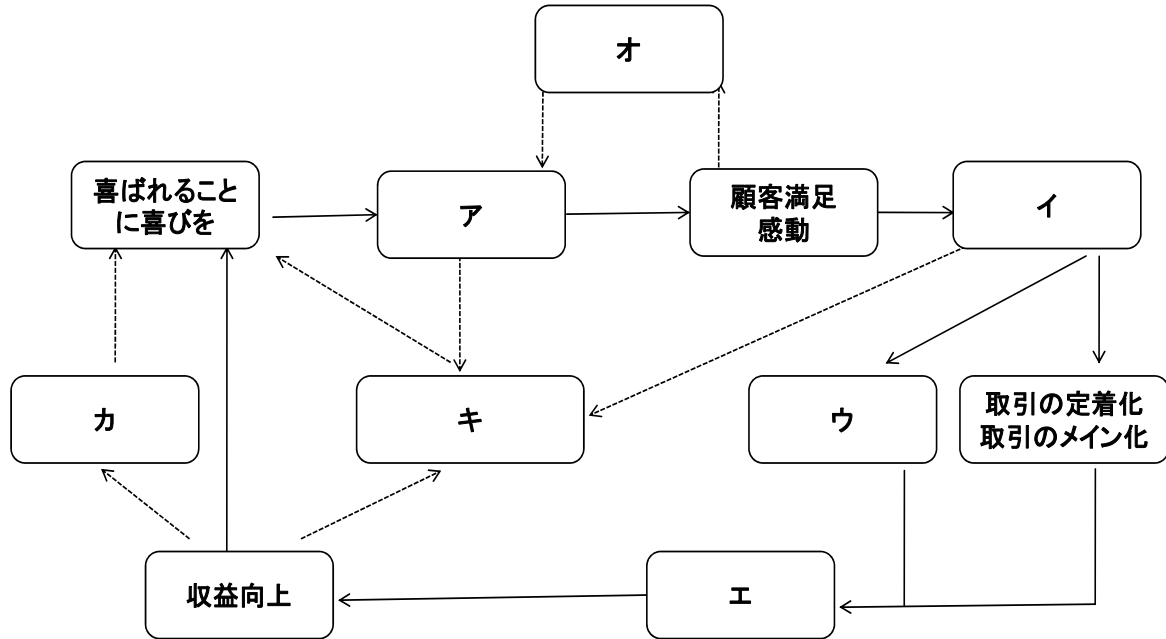 オ
喜ばれること
に喜びを
ア
顧客満足
感動
イ
カ
キ
ウ
取引の定着化
取引のメイン化
収益向上
エ